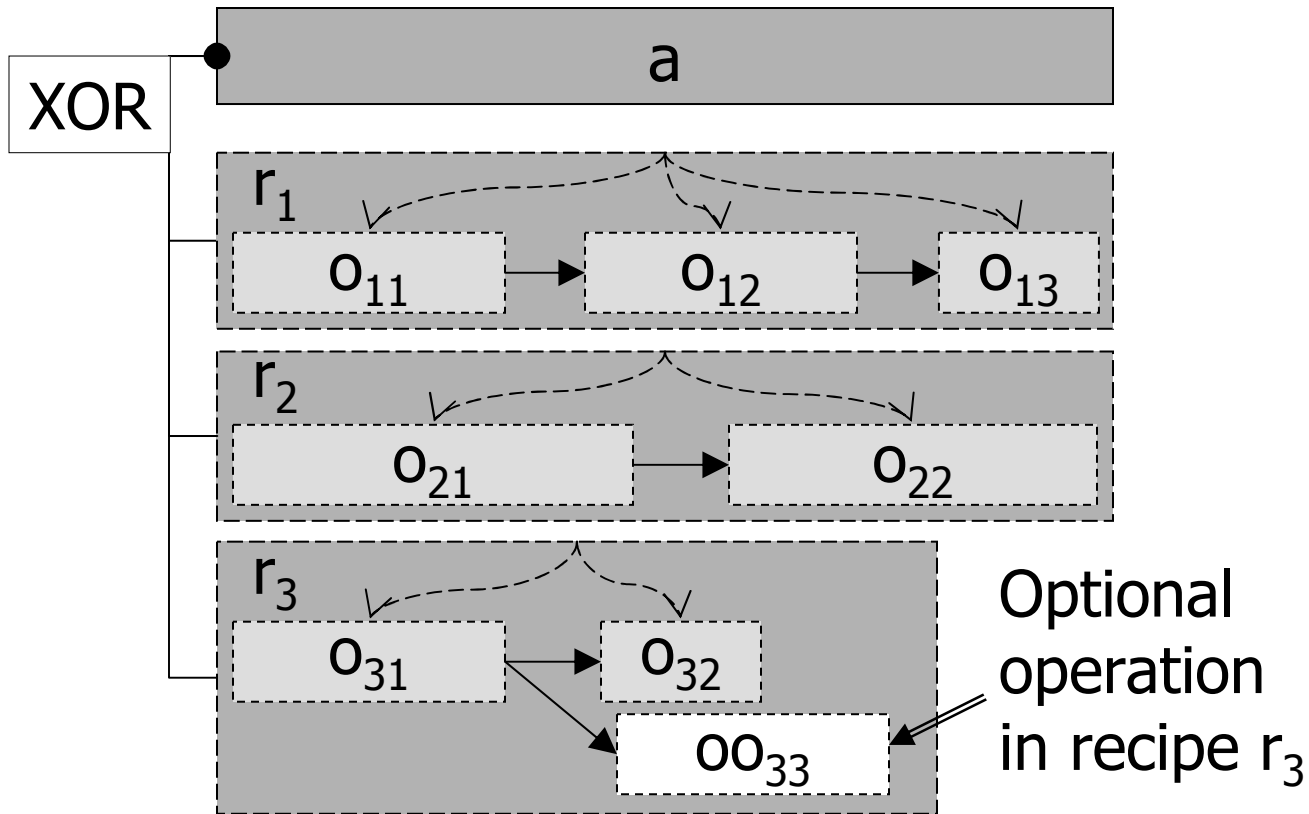 a
XOR
r₁
o₁₁ o₁₂ o₁₃
r₂
o₂₁ o₂₂
r₃
o₃₁ o₃₂
oo₃₃
Optional
operation
in recipe r₃